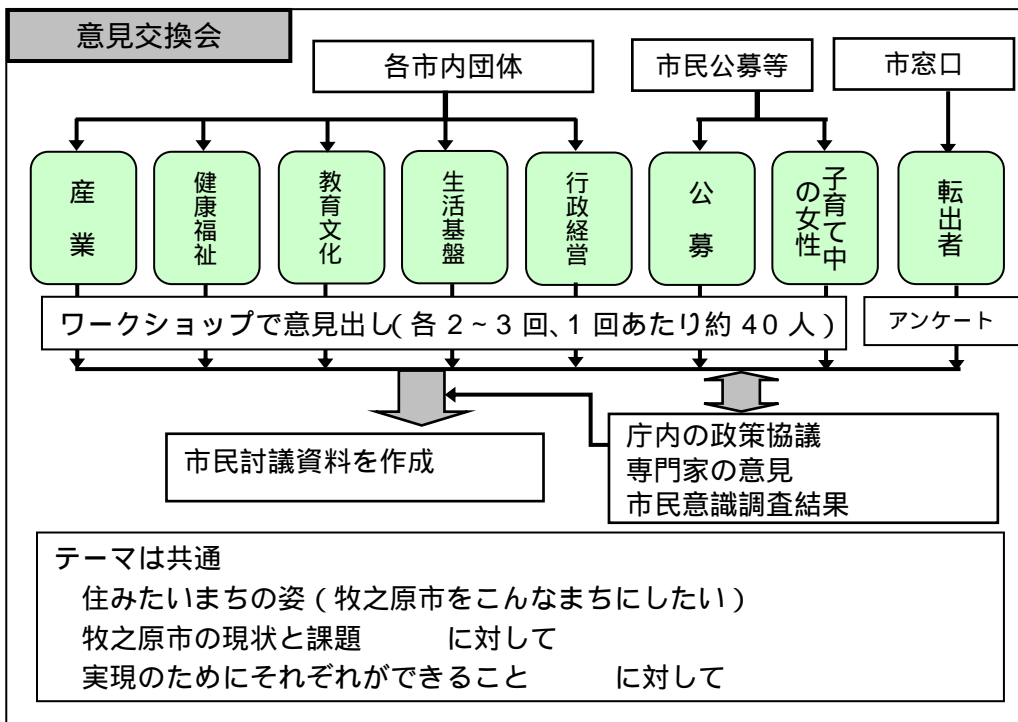 意見交換会
各市内団体
市民公募等
市窓口
産業
健康福祉
教育文化
生活基盤
行政経営
公募
子育て中
の女性
転出者
ワークショップで意見出し(各2~3回、1回あたり約40人)
アンケート
市民討議資料を作成
庁内の政策協議
専門家の意見
市民意識調査結果
テーマは共通
住みたいまちの姿(牧之原市をこんなまちにしたい)
牧之原市の現状と課題 に対して
実現のためにそれぞれができること に対して